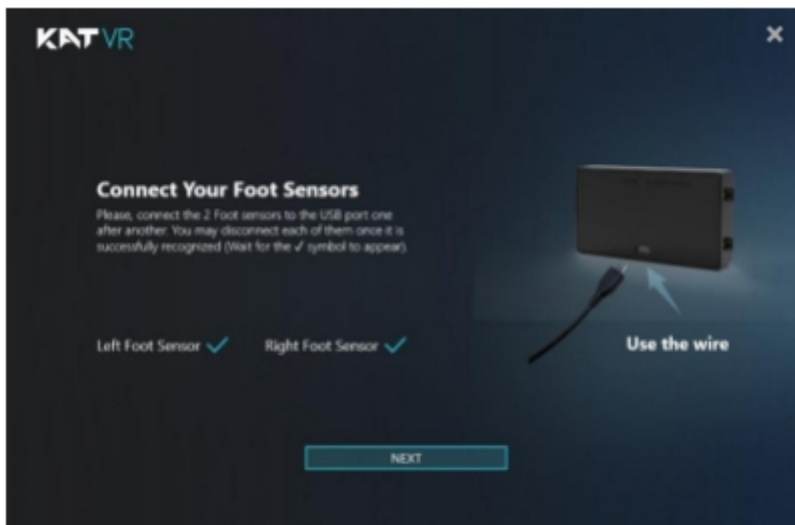 KAT VR
Connect Your Foot Sensors
Please, connect the 2 Foot sensors to the USB port one
after another. You may disconnect each of them once it is
successfully recognized (Wait for the ✓ symbol to appear).
Left Foot Sensor ✓ Right Foot Sensor ✓
Use the wire
NEXT